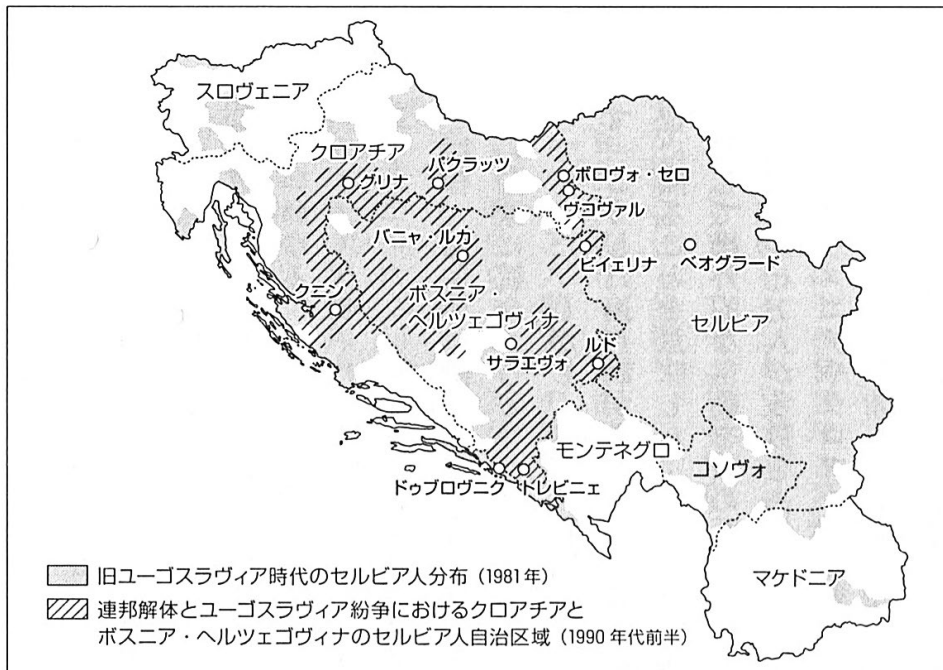 スロヴェニア
クロアチア
グリナ
パクラッツ
ボロヴォ・セロ
ヴコヴァル
バニャ・ルカ
ビイェリナ
ベオグラード
クニン
ボスニア・
ヘルツェゴヴィナ
セルビア
サラエヴォ
ルド
モンテネグロ
コソヴォ
ドゥブロヴニク
トレビニェ
マケドニア
旧ユーゴスラヴィア時代のセルビア人分布（1981年）
連邦解体とユーゴスラヴィア紛争におけるクロアチアと
ボスニア・ヘルツェゴヴィナのセルビア人自治区域（1990年代前半）